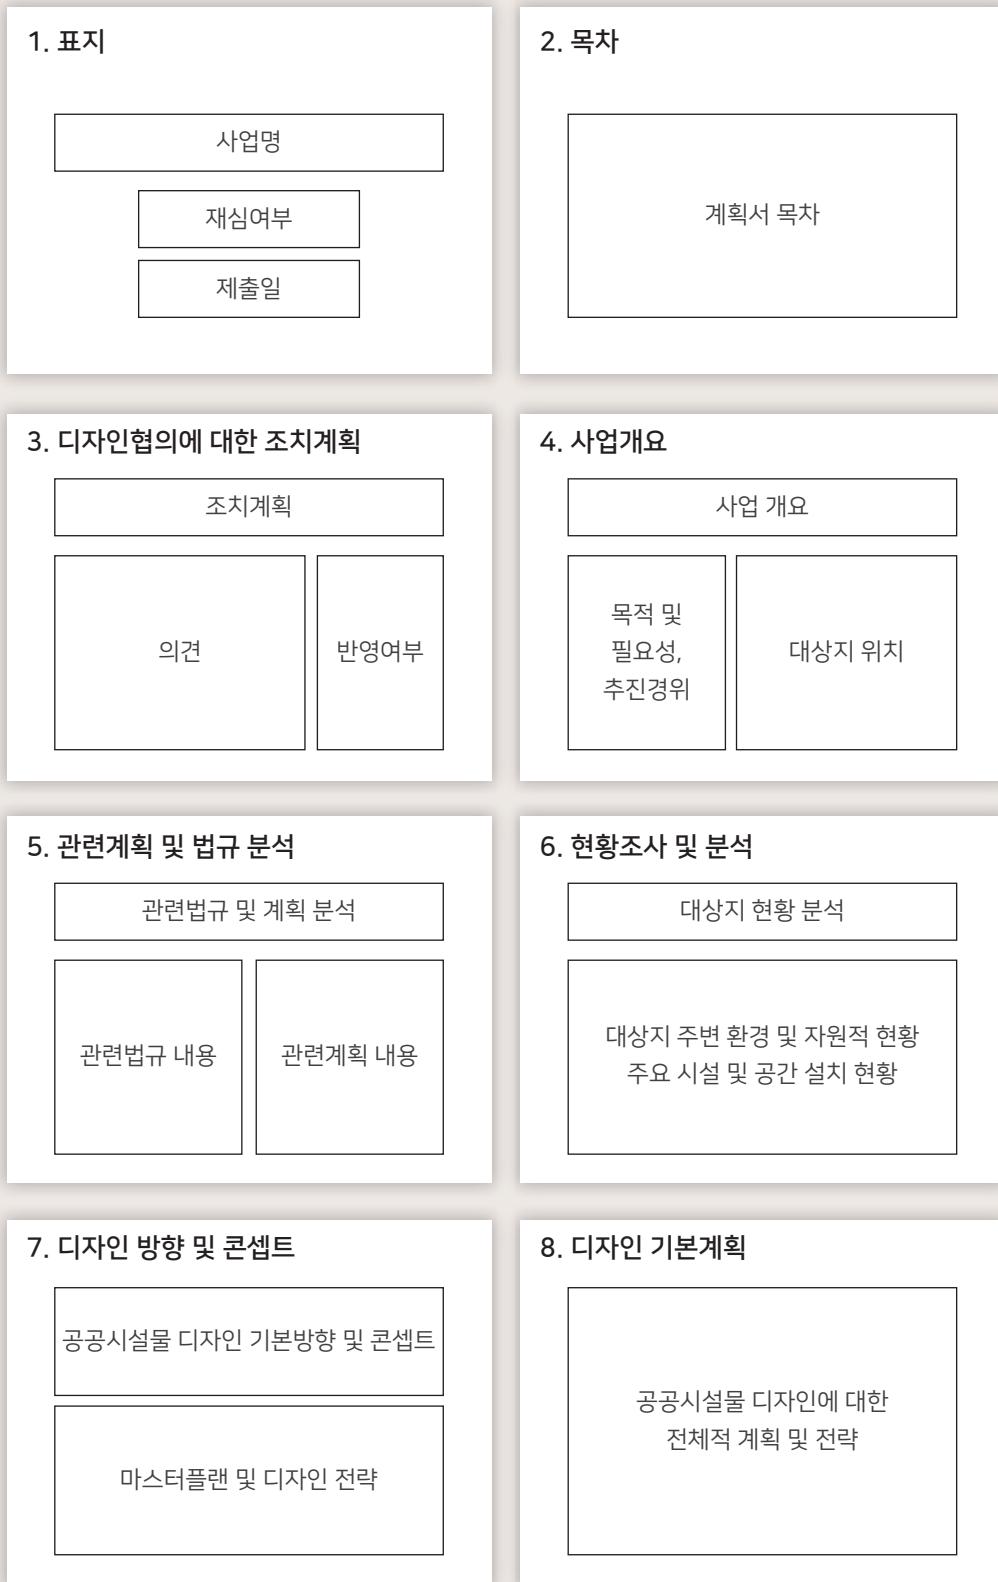 1. 표지
사업명
재심여부
제출일
2. 목차
계획서 목차
3. 디자인협의에 대한 조치계획
조치계획
의견
반영여부
4. 사업개요
사업 개요
목적 및
필요성,
추진경위
대상지 위치
5. 관련계획 및 법규 분석
관련법규 및 계획 분석
관련법규 내용
관련계획 내용
6. 현황조사 및 분석
대상지 현황 분석
대상지 주변 환경 및 자원적 현황
주요 시설 및 공간 설치 현황
7. 디자인 방향 및 콘셉트
공공시설물 디자인 기본방향 및 콘셉트
마스터플랜 및 디자인 전략
8. 디자인 기본계획
공공시설물 디자인에 대한
전체적 계획 및 전략